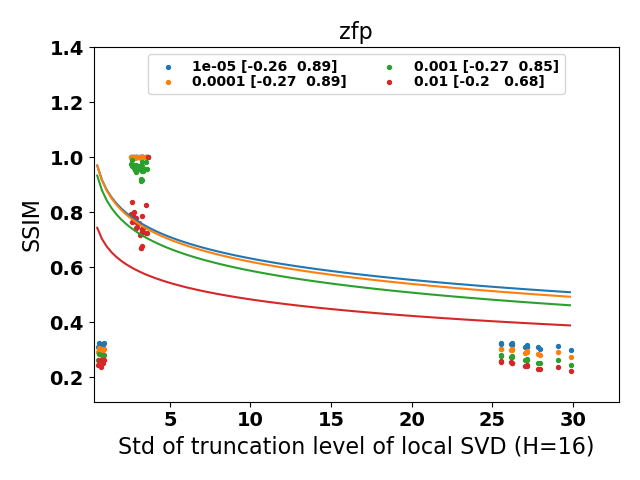 zfp
1e-05 [-0.26 0.89]
0.0001 [-0.27 0.89]
0.001 [-0.27 0.85]
0.01 [-0.2 0.68]
SSIM
1.4
1.2
1.0
0.8
0.6
0.4
0.2
5 10 15 20 25 30
Std of truncation level of local SVD (H=16)